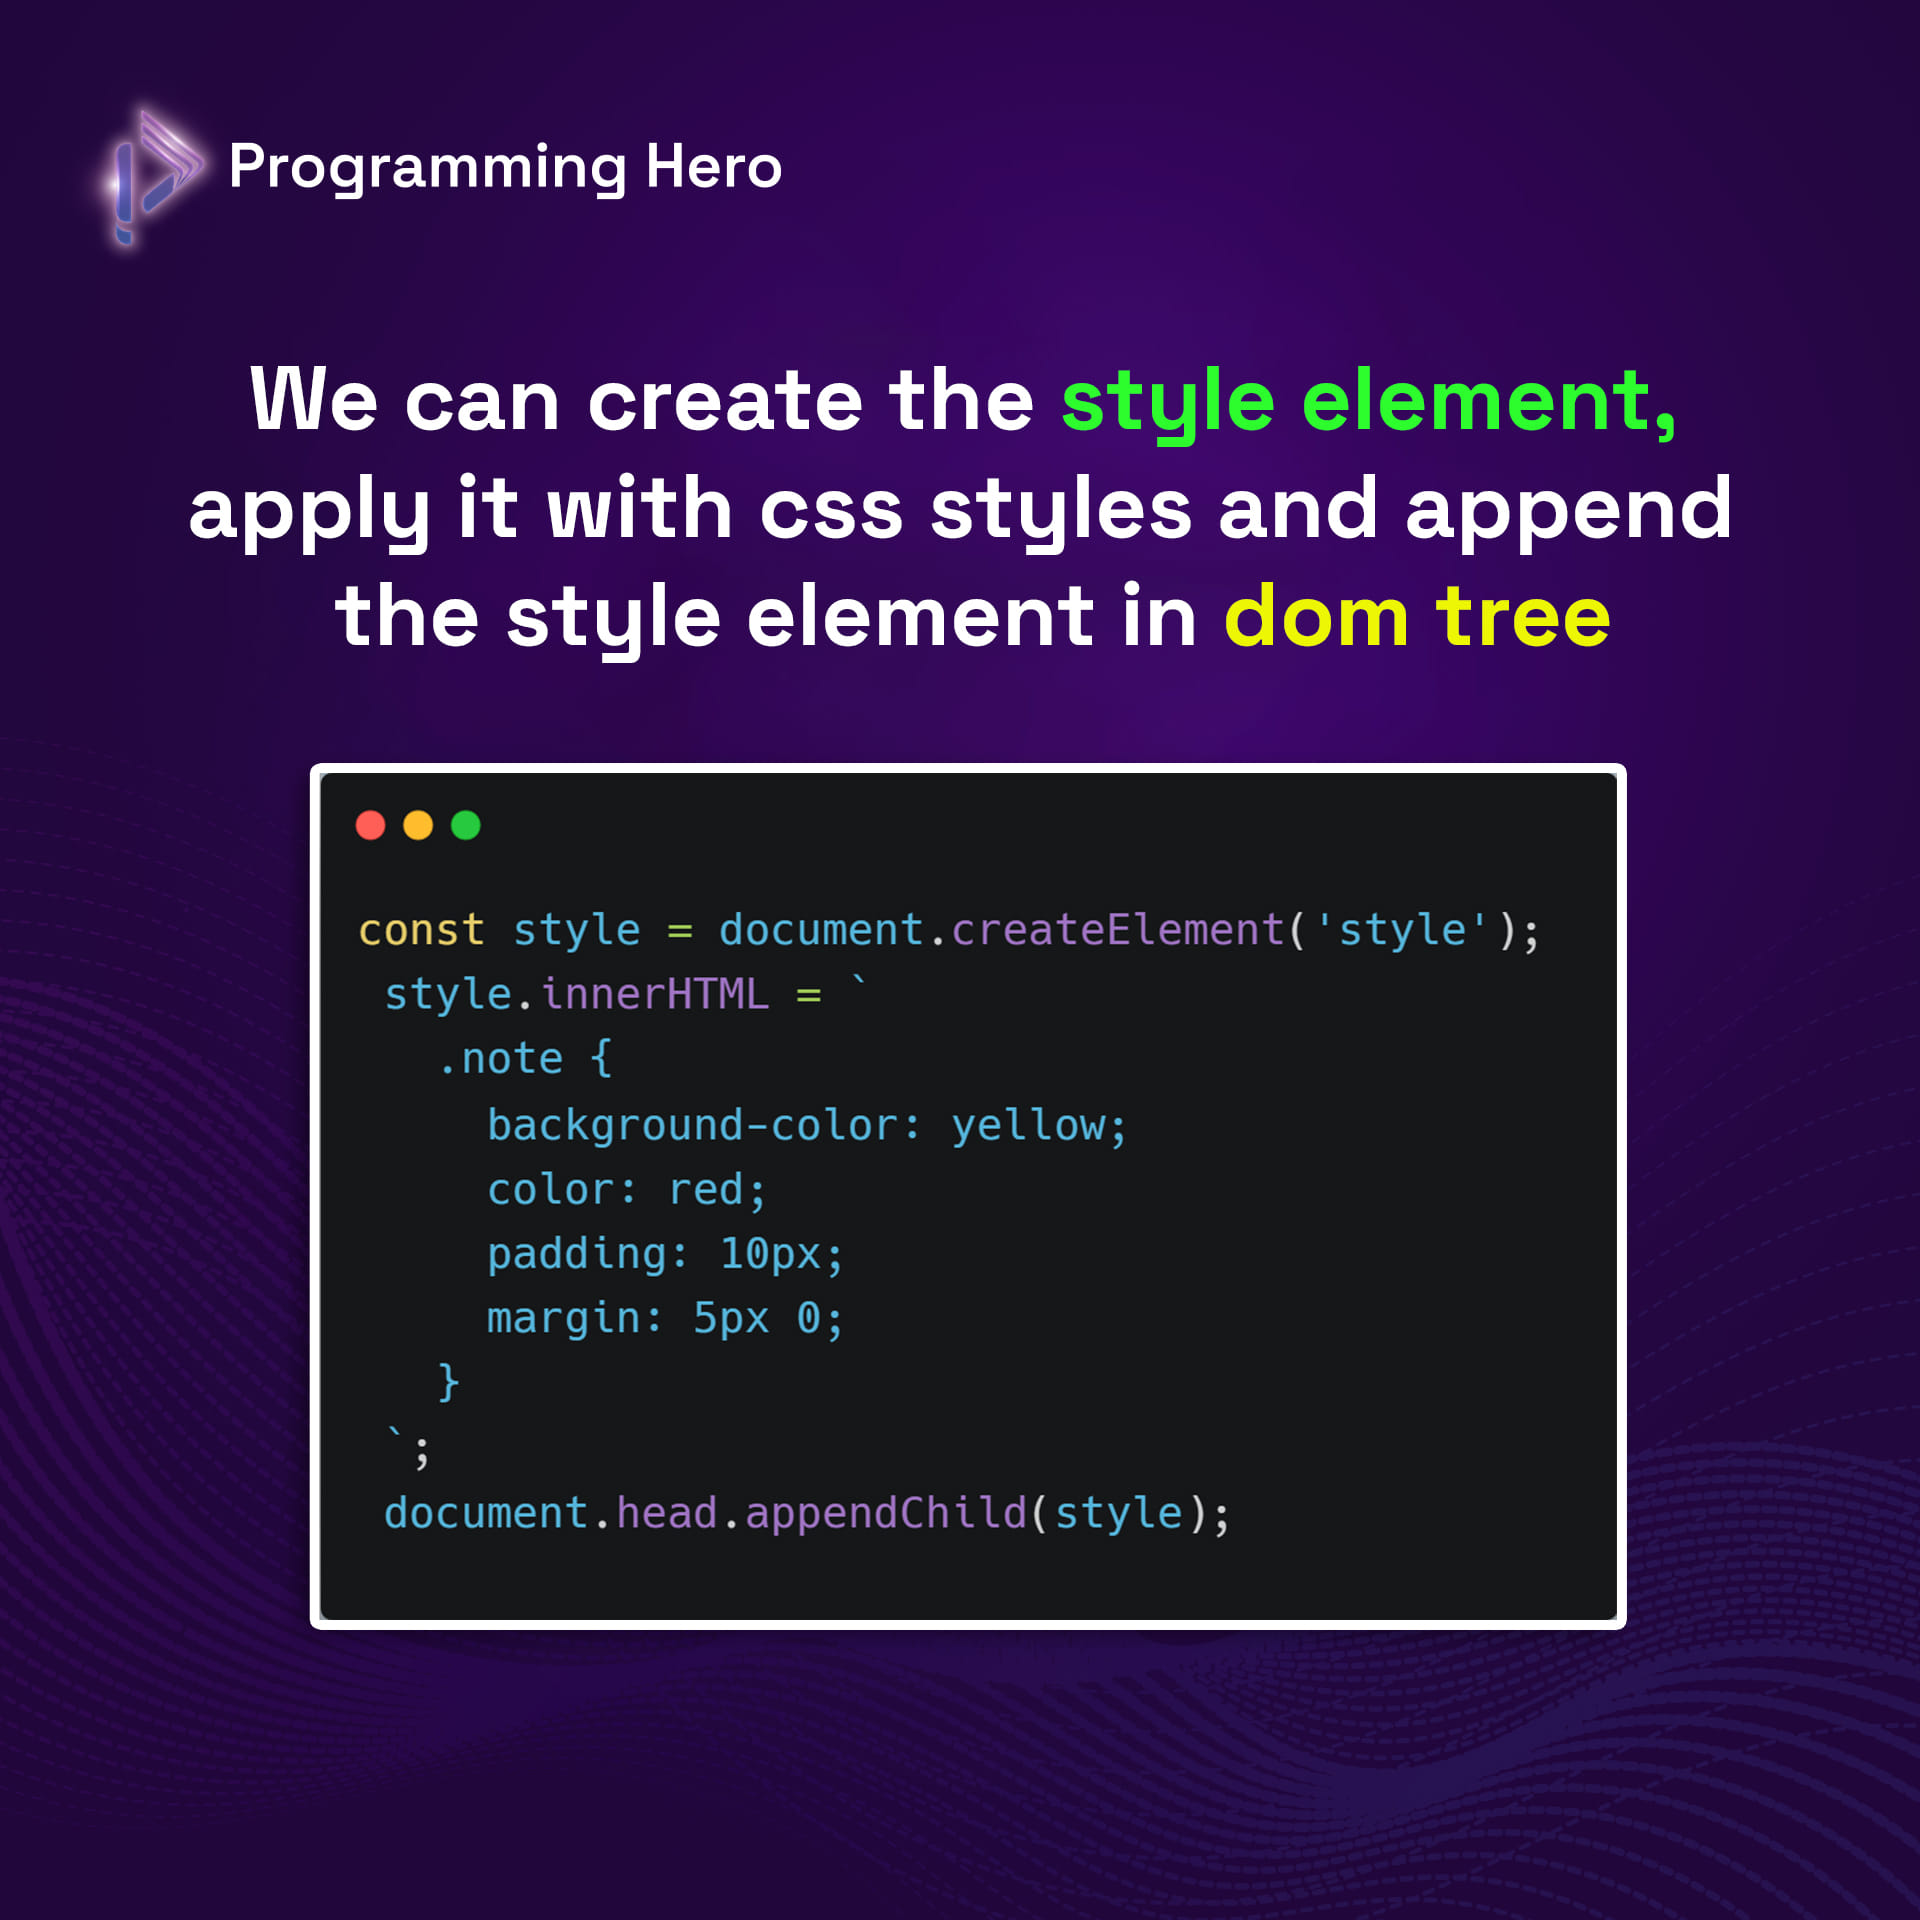 Programming Hero
We can create the style element,
apply it with css styles and append
the style element in dom tree
const style = document.createElement('style');
 style.innerHTML = `
   .note {
     background-color: yellow;
     color: red;
     padding: 10px;
     margin: 5px 0;
   }
 `;
 document.head.appendChild(style);